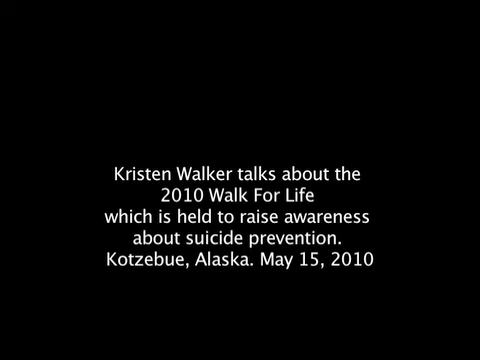 Kristen Walker talks about the
2010 Walk For Life
which is held to raise awareness
about suicide prevention.
Kotzebue, Alaska. May 15, 2010